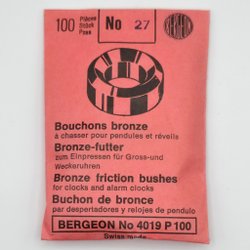 100 Pièces
Stück
Pces
No 27
BERGEON
Bouchons bronze
à chasser pour pendules et réveils
Bronze-futter
zum Einpressen für Gross-und
Weckeruhren
Bronze friction bushes
for clocks and alarm clocks
Buchon de bronce
par despertadores y relojes de pendulo
BERGEON No 4019 P 100
Swiss made